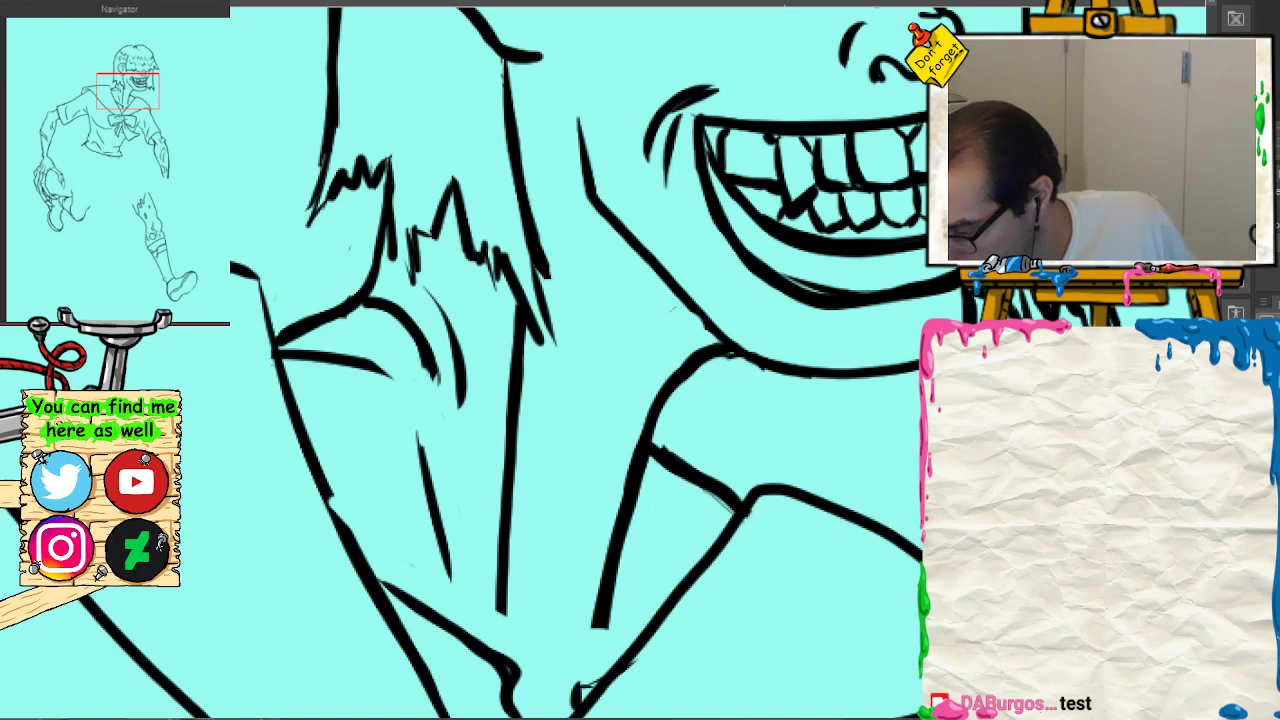 Navigator
Don't
forget
You can find me
here as well
DABurgos... test